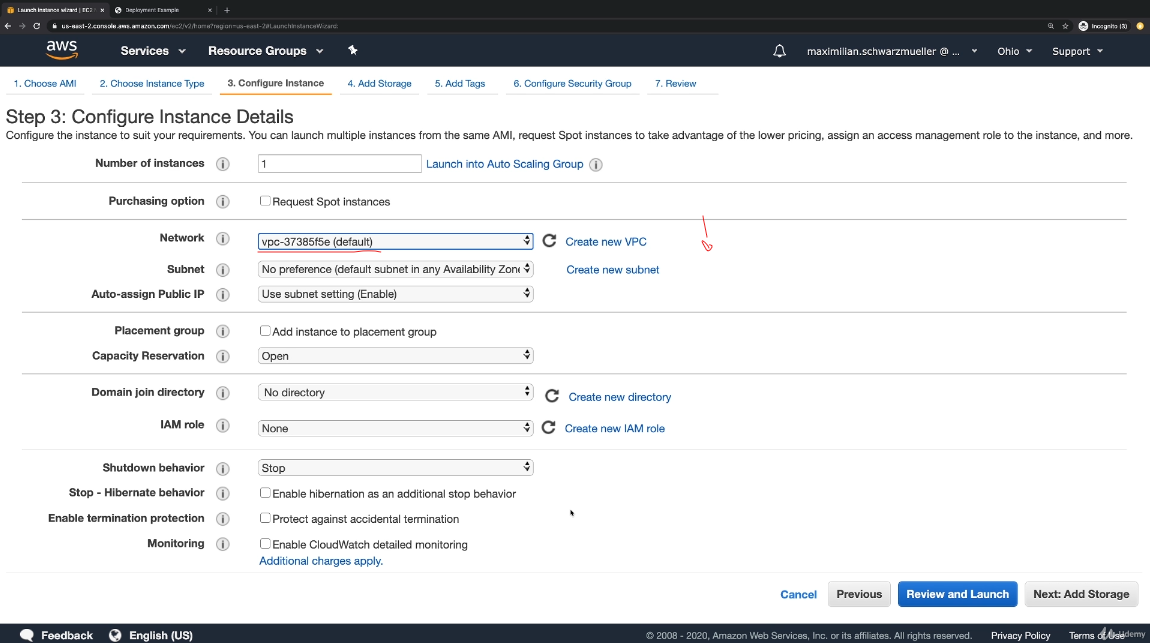 Launch instance wizard | EC2
Deployment Example
us-east-2.console.aws.amazon.com/ec2/v2/home?region=us-east-2#LaunchInstanceWizard:
Incognito (3)
aws Services Resource Groups maximilian.schwarzmueller @ ... Ohio Support
1. Choose AMI 2. Choose Instance Type 3. Configure Instance 4. Add Storage 5. Add Tags 6. Configure Security Group 7. Review
Step 3: Configure Instance Details
Configure the instance to suit your requirements. You can launch multiple instances from the same AMI, request Spot instances to take advantage of the lower pricing, assign an access management role to the instance, and more.
Number of instances i 1 Launch into Auto Scaling Group i
Purchasing option i Request Spot instances
Network i vpc-37385f5e (default) Create new VPC
Subnet i No preference (default subnet in any Availability Zone Create new subnet
Auto-assign Public IP i Use subnet setting (Enable)
Placement group i Add instance to placement group
Capacity Reservation i Open
Domain join directory i No directory Create new directory
IAM role i None Create new IAM role
Shutdown behavior i Stop
Stop - Hibernate behavior i Enable hibernation as an additional stop behavior
Enable termination protection i Protect against accidental termination
Monitoring i Enable CloudWatch detailed monitoring
Additional charges apply.
Cancel Previous Review and Launch Next: Add Storage
Feedback English (US) © 2008 - 2020, Amazon Web Services, Inc. or its affiliates. All rights reserved. Privacy Policy Terms of Use
Udemy